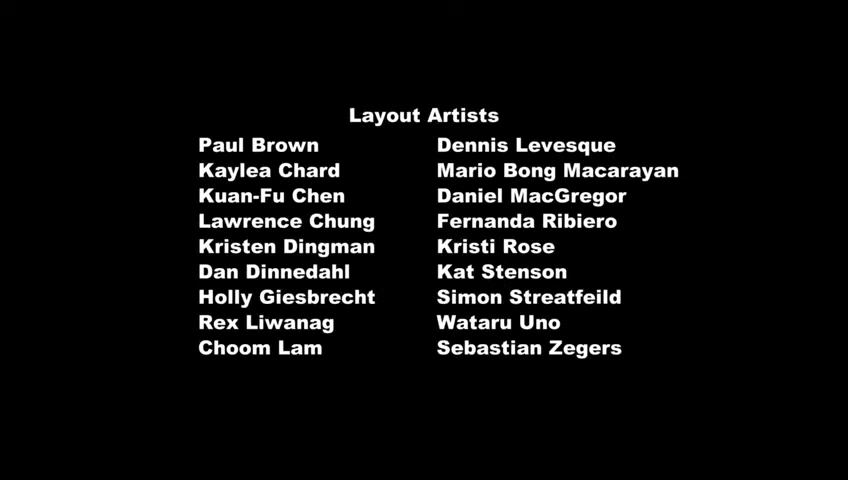 Layout Artists
Paul Brown
Kaylea Chard
Kuan-Fu Chen
Lawrence Chung
Kristen Dingman
Dan Dinnedahl
Holly Giesbrecht
Rex Liwanag
Choom Lam
Dennis Levesque
Mario Bong Macarayan
Daniel MacGregor
Fernanda Ribiero
Kristi Rose
Kat Stenson
Simon Streatfeild
Wataru Uno
Sebastian Zegers